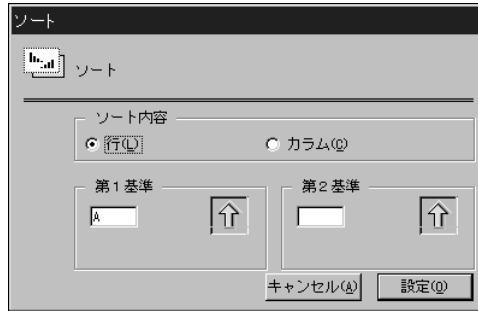 ソート
ソート
ソート内容
行(L) カラム(C)
第1基準 第2基準
A
キャンセル(A) 設定(O)